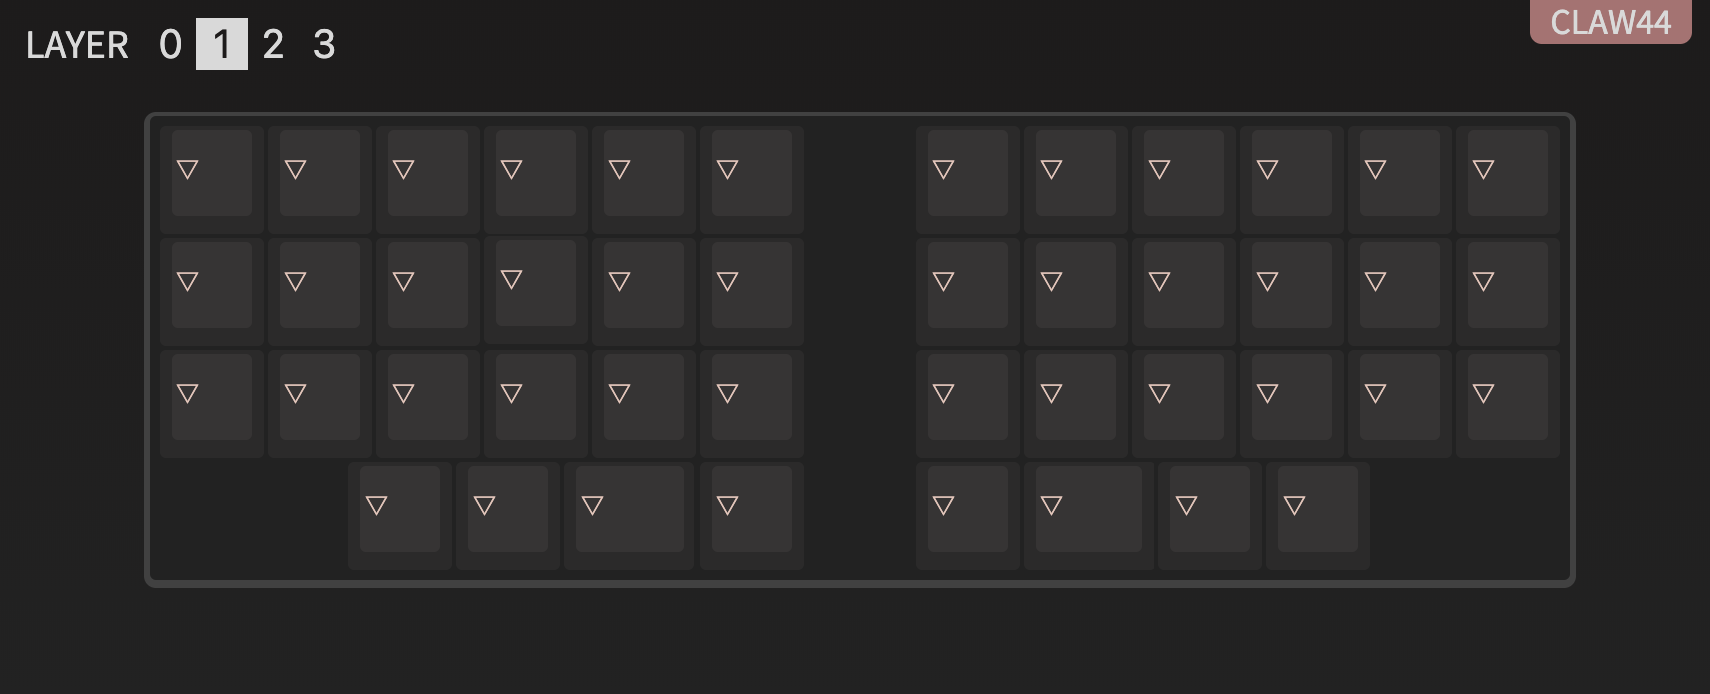 LAYER 0 1 2 3
CLAW44
▽ ▽ ▽ ▽ ▽ ▽ ▽ ▽ ▽ ▽ ▽ ▽
▽ ▽ ▽ ▽ ▽ ▽ ▽ ▽ ▽ ▽ ▽ ▽
▽ ▽ ▽ ▽ ▽ ▽ ▽ ▽ ▽ ▽ ▽ ▽
▽ ▽ ▽ ▽ ▽ ▽ ▽ ▽